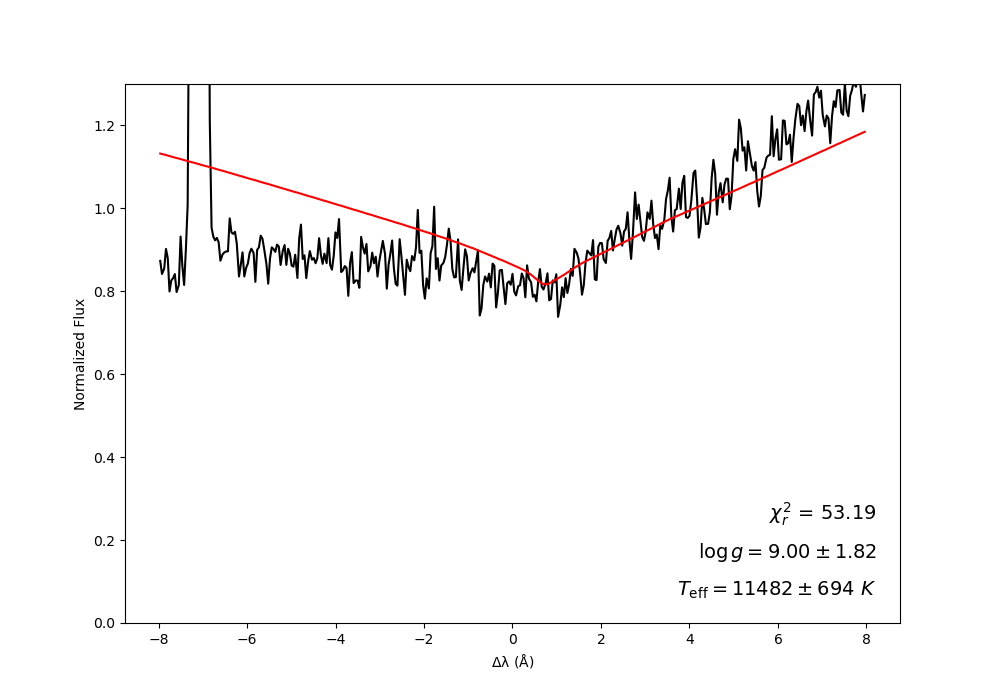 1.2
1.0
0.8
0.6
0.4
0.2
0.0
Normalized Flux
χ²ᵣ = 53.19
log g = 9.00 ± 1.82
T_eff = 11482 ± 694 K
−8 −6 −4 −2 0 2 4 6 8
Δλ (Å)